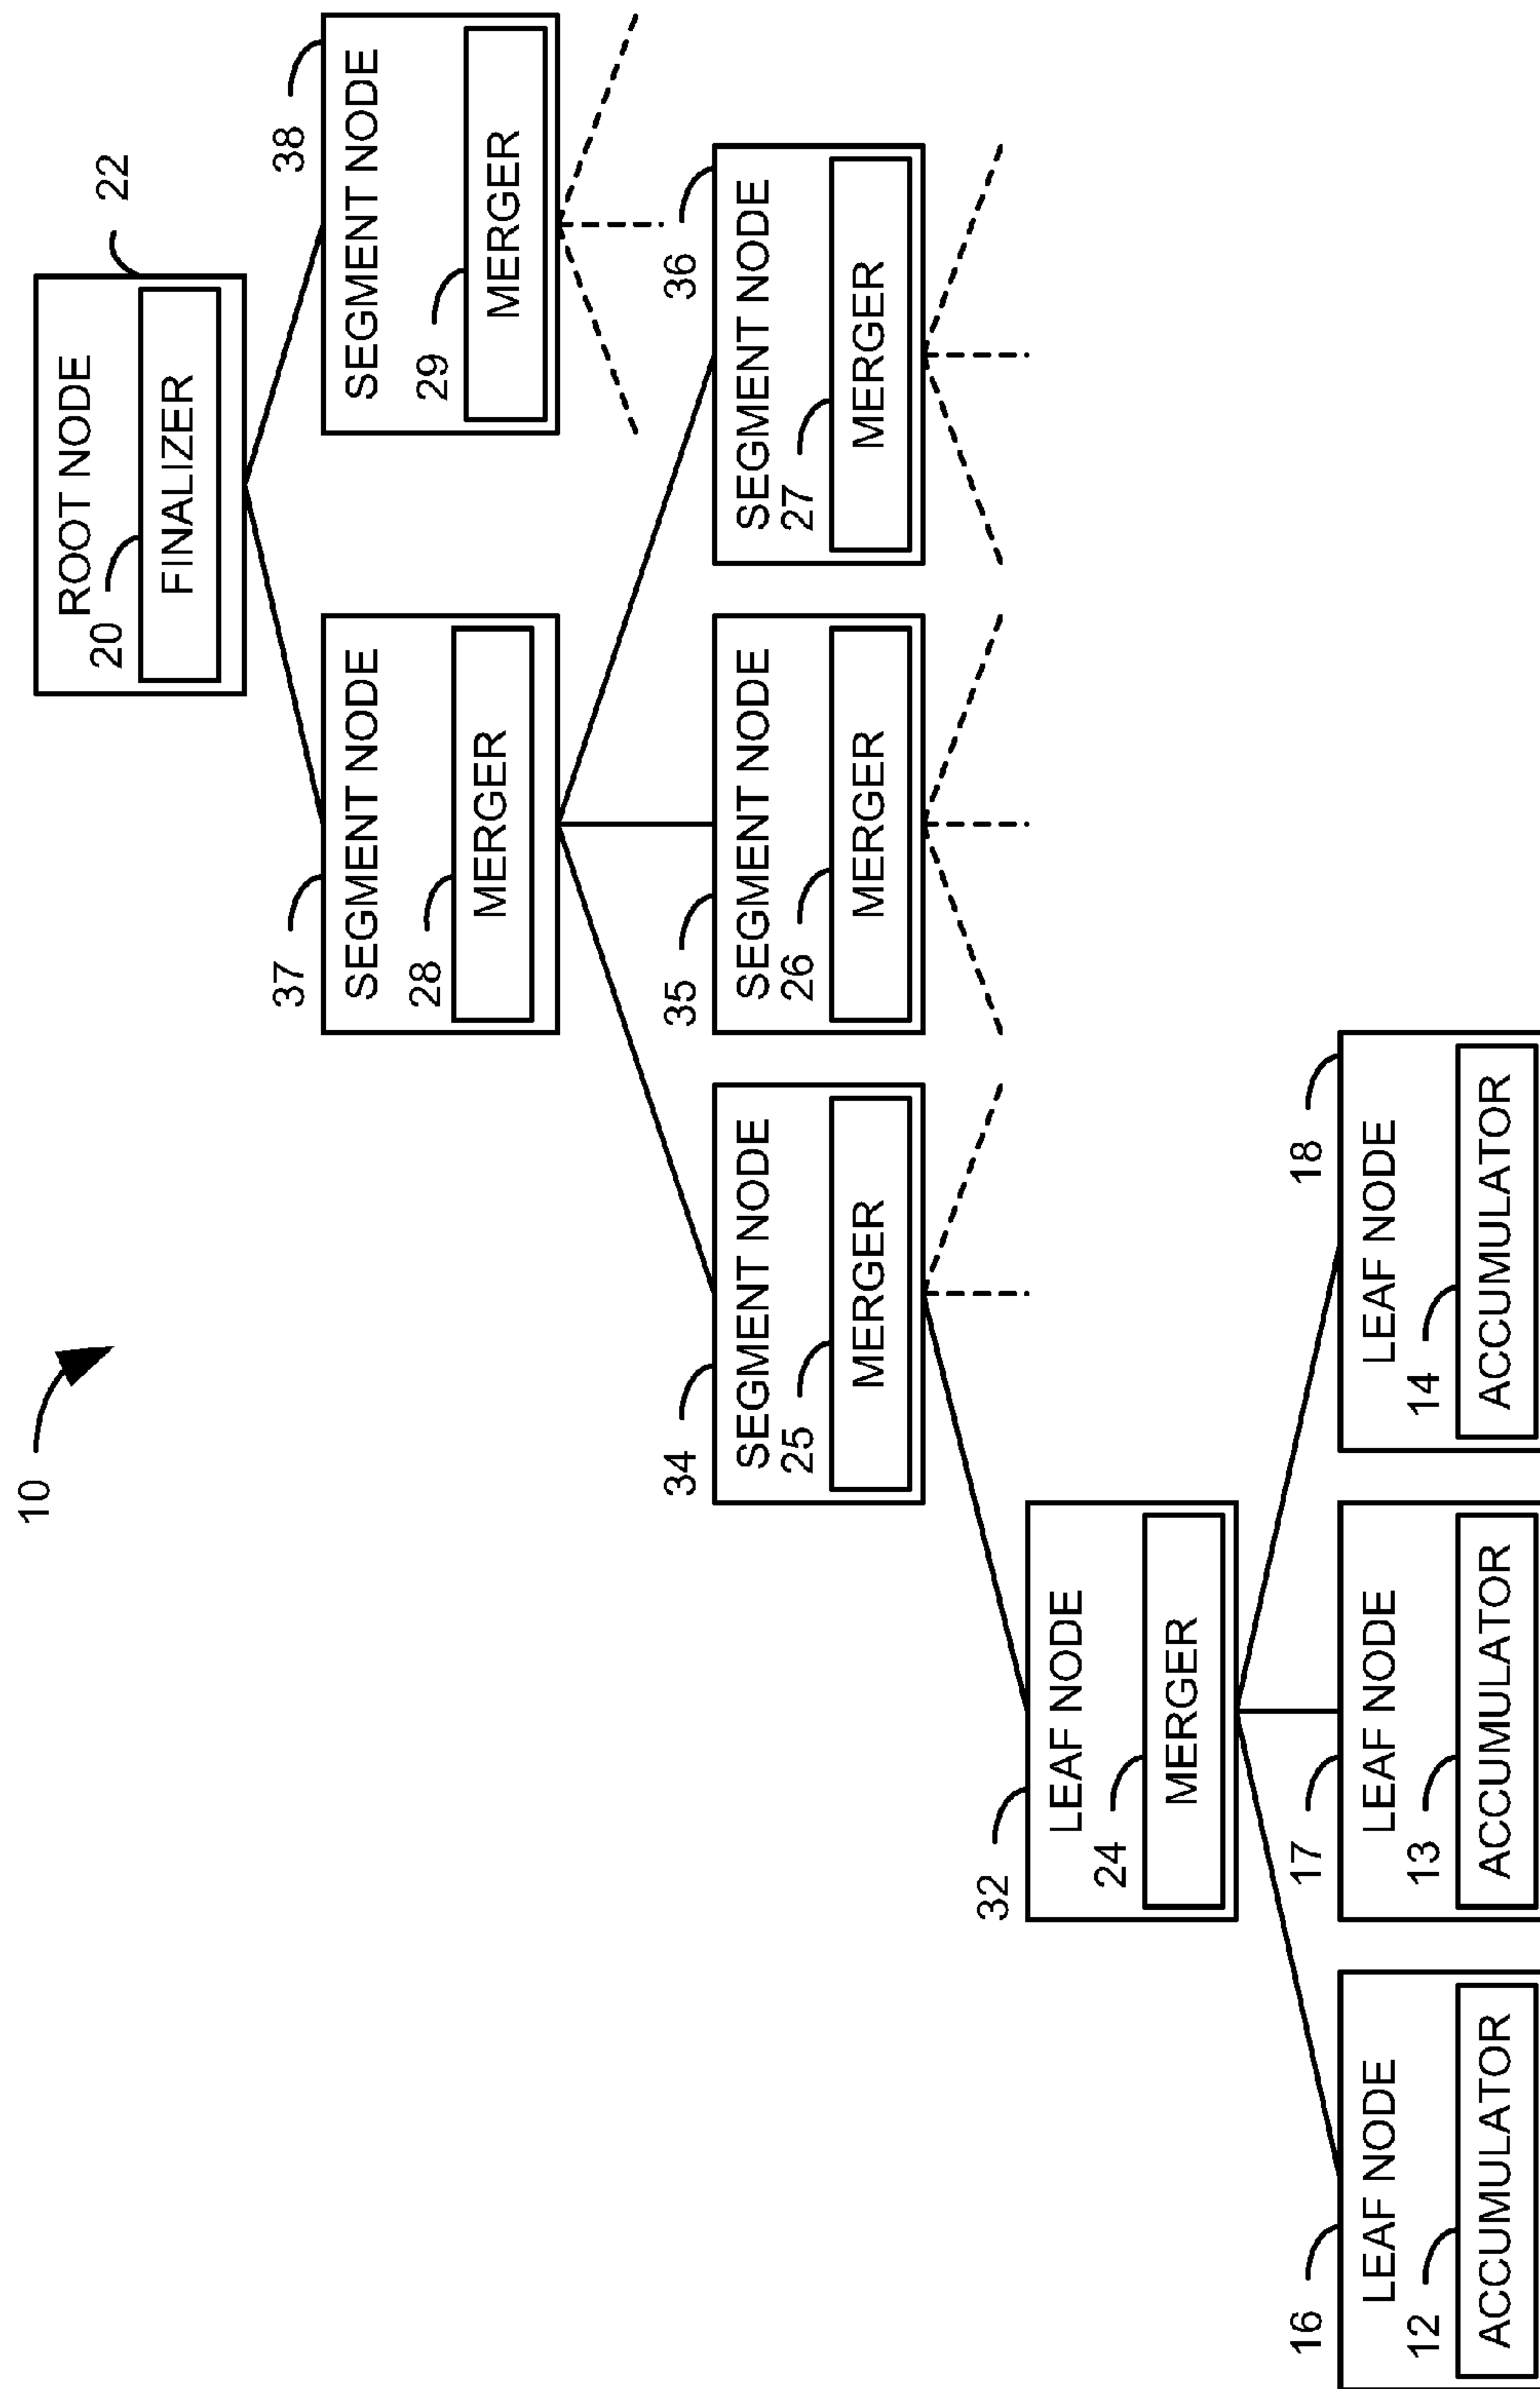 10
ROOT NODE
22
20
FINALIZER
37
SEGMENT NODE
28
MERGER
38
SEGMENT NODE
29
MERGER
34
SEGMENT NODE
25
MERGER
35
SEGMENT NODE
26
MERGER
36
SEGMENT NODE
27
MERGER
32
LEAF NODE
24
MERGER
16
LEAF NODE
12
ACCUMULATOR
17
LEAF NODE
13
ACCUMULATOR
18
LEAF NODE
14
ACCUMULATOR